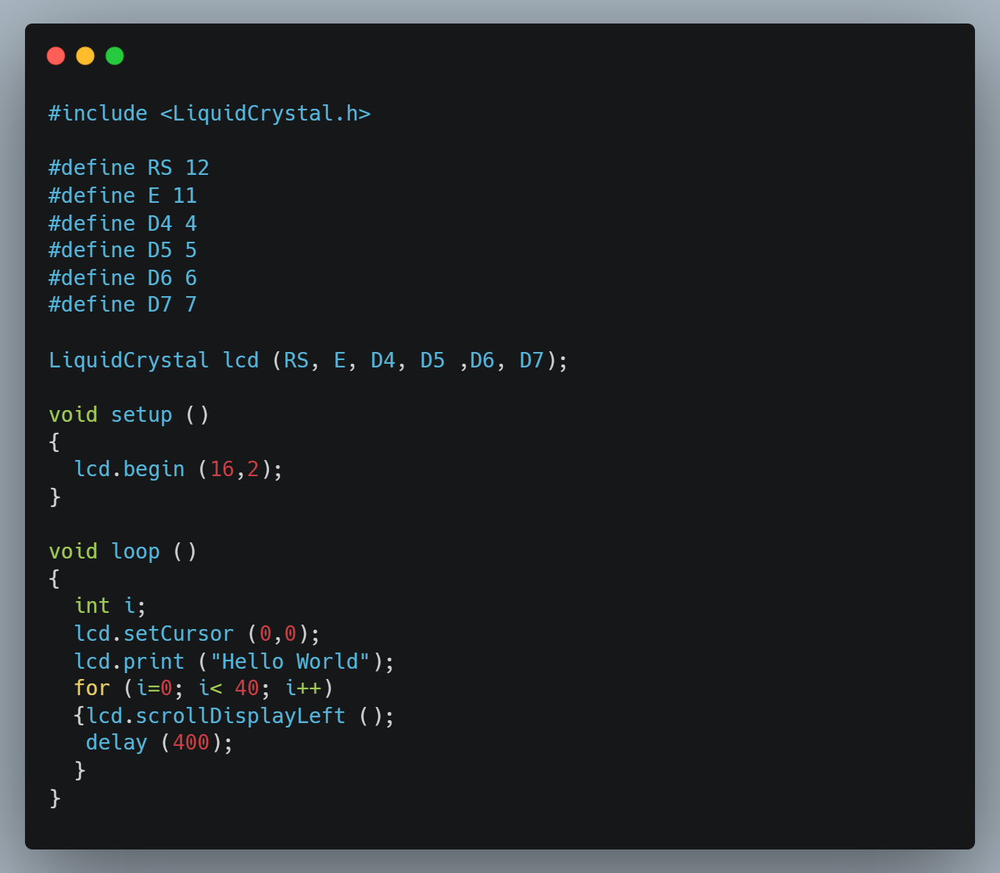 #include <LiquidCrystal.h>
#define RS 12
#define E 11
#define D4 4
#define D5 5
#define D6 6
#define D7 7
LiquidCrystal lcd (RS, E, D4, D5 ,D6, D7);
void setup ()
{
  lcd.begin (16,2);
}
void loop ()
{
  int i;
  lcd.setCursor (0,0);
  lcd.print ("Hello World");
  for (i=0; i< 40; i++)
  {lcd.scrollDisplayLeft ();
   delay (400);
  }
}